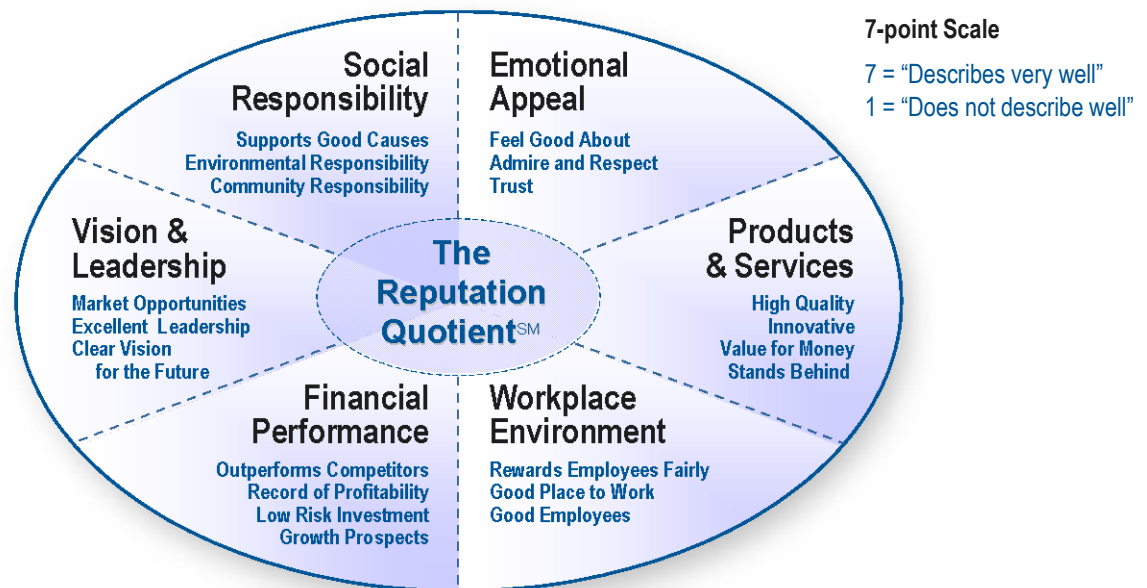 7-point Scale
7 = “Describes very well”
1 = “Does not describe well”
Social
Responsibility
Supports Good Causes
Environmental Responsibility
Community Responsibility
Emotional
Appeal
Feel Good About
Admire and Respect
Trust
Vision &
Leadership
Market Opportunities
Excellent Leadership
Clear Vision
for the Future
The
Reputation
Quotient℠
Products
& Services
High Quality
Innovative
Value for Money
Stands Behind
Financial
Performance
Outperforms Competitors
Record of Profitability
Low Risk Investment
Growth Prospects
Workplace
Environment
Rewards Employees Fairly
Good Place to Work
Good Employees